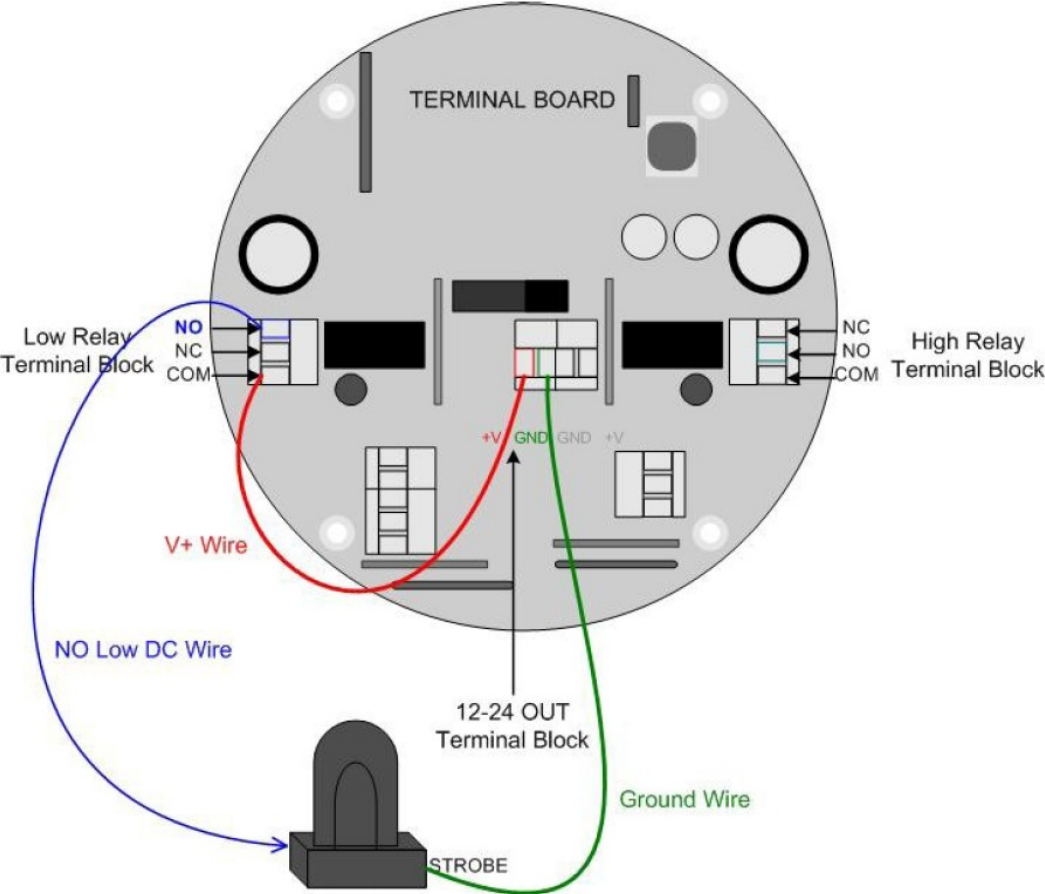 TERMINAL BOARD
Low Relay
Terminal Block
NO
NC
COM
NC
NO
COM
High Relay
Terminal Block
+V GND GND +V
V+ Wire
NO Low DC Wire
12-24 OUT
Terminal Block
Ground Wire
STROBE